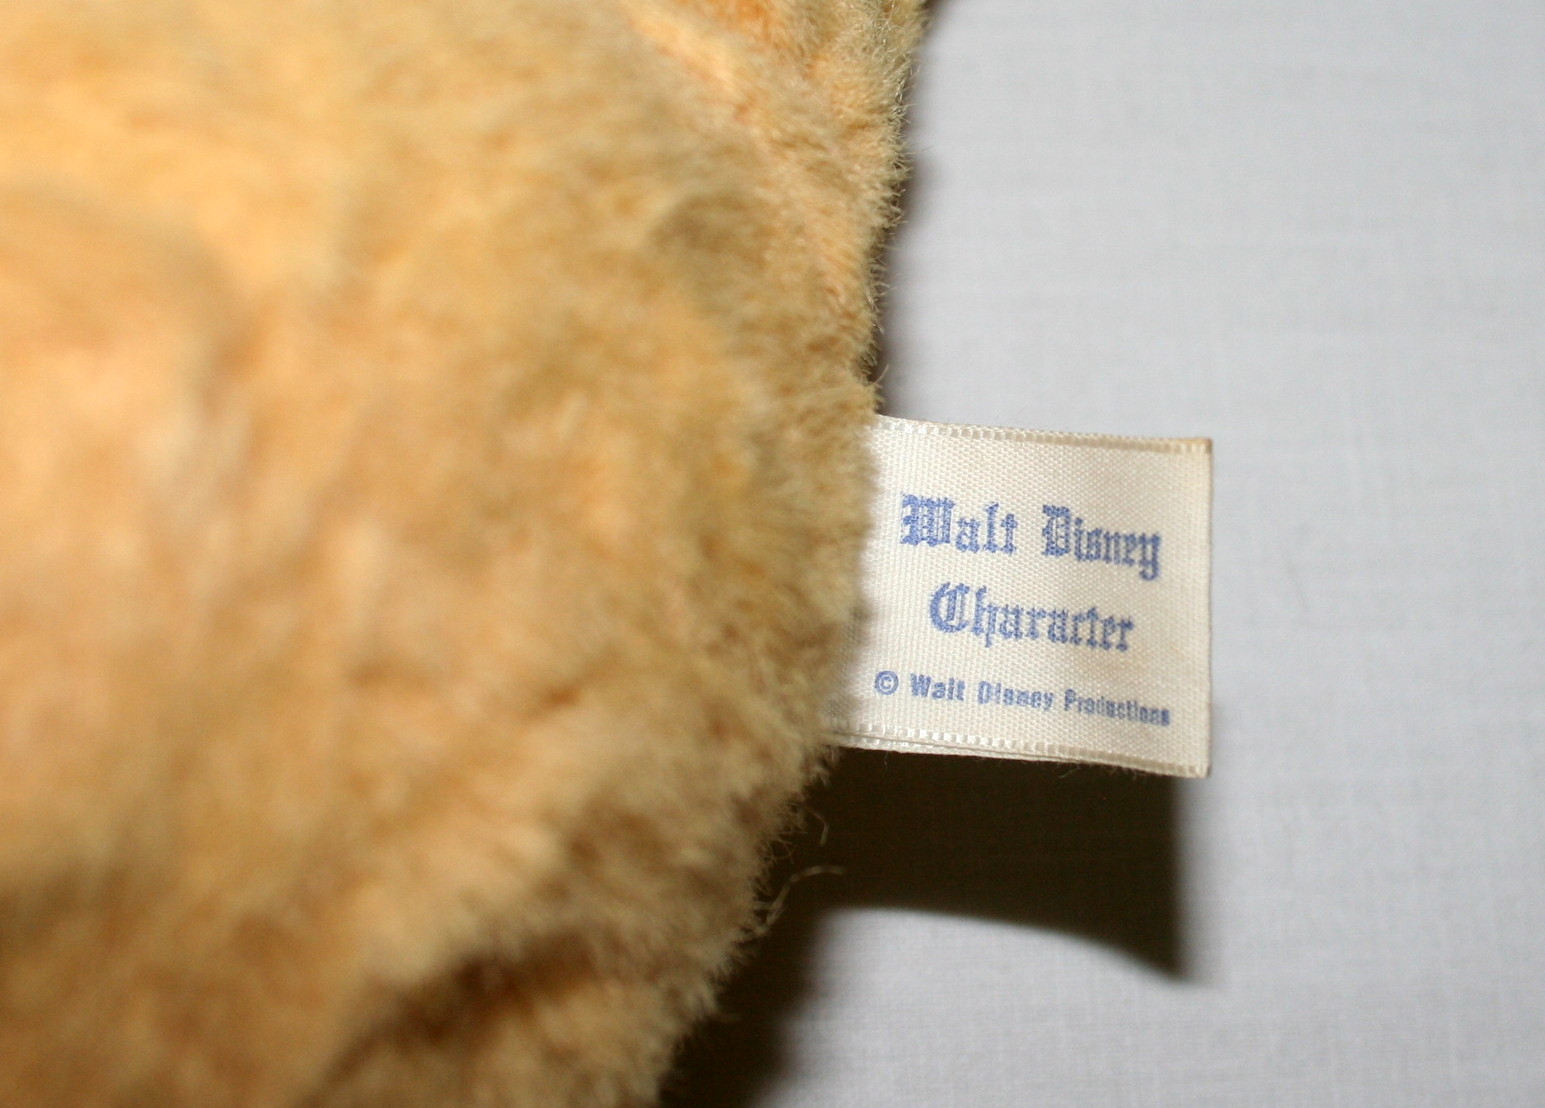 Walt Disney
Character
© Walt Disney Productions